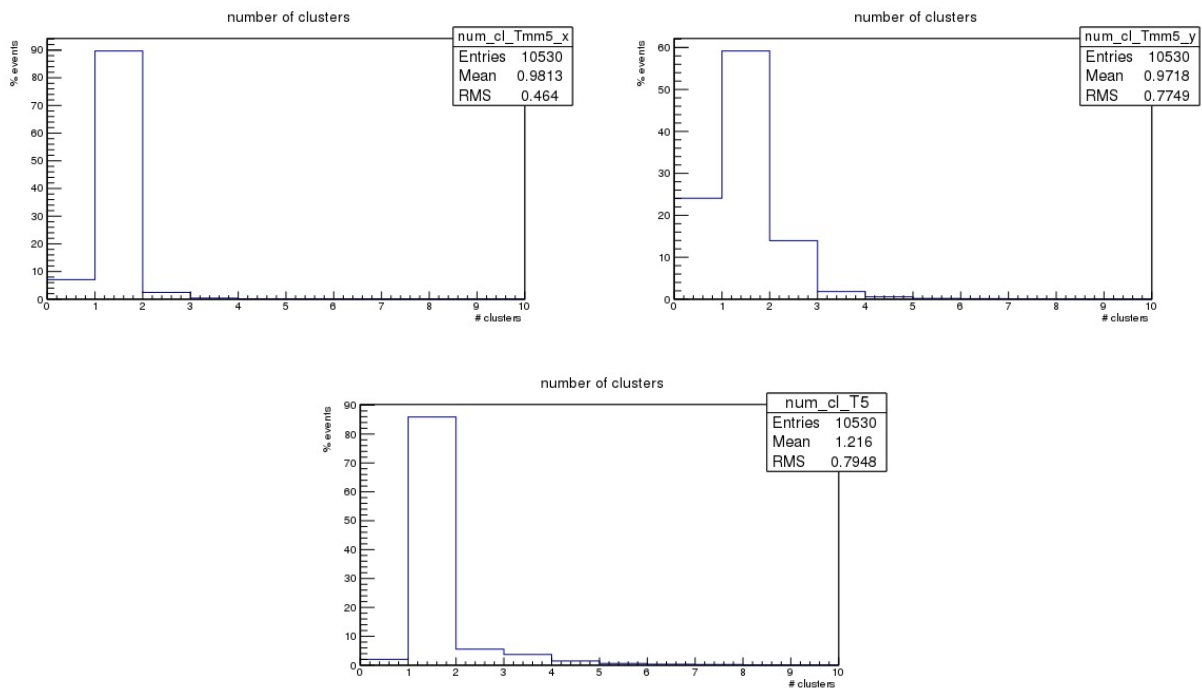 number of clusters
% events
90
80
70
60
50
40
30
20
10
0
0 1 2 3 4 5 6 7 8 9 10
# clusters
num_cl_Tmm5_x
Entries 10530
Mean 0.9813
RMS 0.464
number of clusters
% events
60
50
40
30
20
10
0
0 1 2 3 4 5 6 7 8 9 10
# clusters
num_cl_Tmm5_y
Entries 10530
Mean 0.9718
RMS 0.7749
number of clusters
% events
90
80
70
60
50
40
30
20
10
0
0 1 2 3 4 5 6 7 8 9 10
# clusters
num_cl_T5
Entries 10530
Mean 1.216
RMS 0.7948